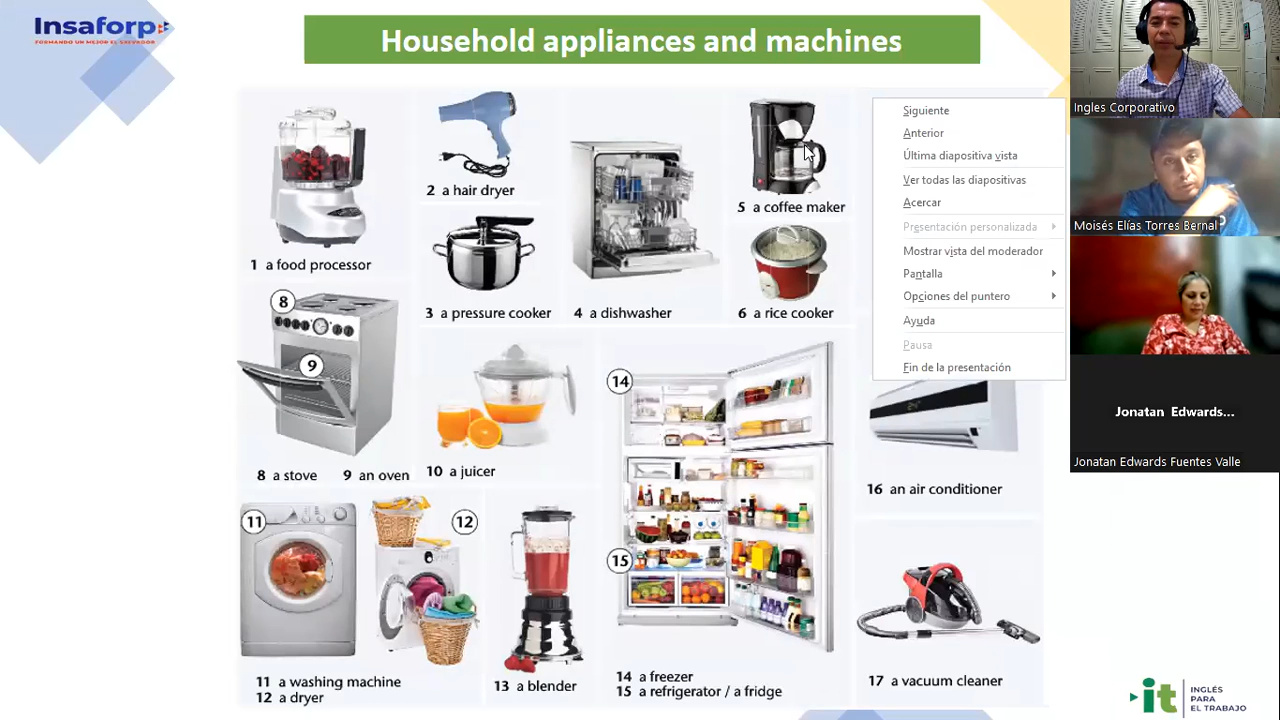 Insaforp
FORMANDO UN MEJOR EL SALVADOR
Household appliances and machines
1 a food processor
2 a hair dryer
3 a pressure cooker
4 a dishwasher
5 a coffee maker
6 a rice cooker
8
9
8 a stove 9 an oven
10 a juicer
11
12
11 a washing machine
12 a dryer
13 a blender
14
15
14 a freezer
15 a refrigerator / a fridge
16 an air conditioner
17 a vacuum cleaner
Siguiente
Anterior
Última diapositiva vista
Ver todas las diapositivas
Acercar
Presentación personalizada
Mostrar vista del moderador
Pantalla
Opciones del puntero
Ayuda
Pausa
Fin de la presentación
Ingles Corporativo
Moisés Elías Torres Bernal
Jonatan Edwards...
Jonatan Edwards Fuentes Valle
it INGLÉS
PARA
EL TRABAJO